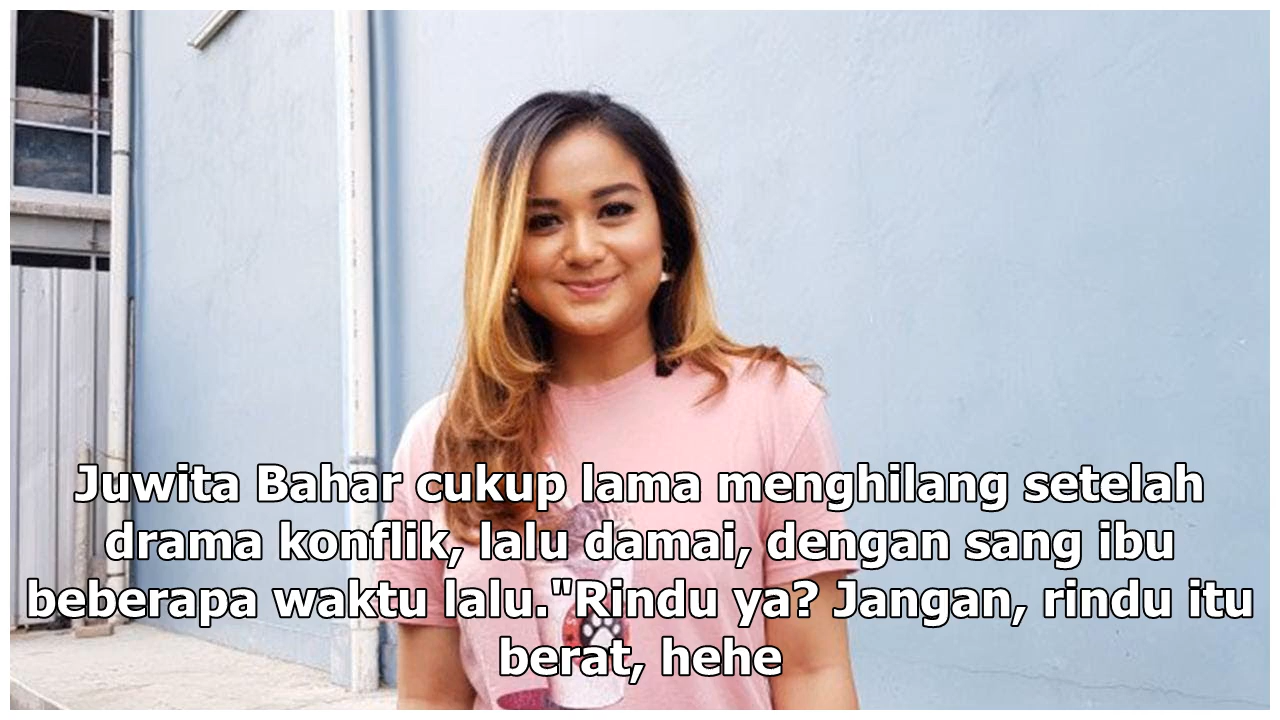 Juwita Bahar cukup lama menghilang setelah
drama konflik, lalu damai, dengan sang ibu
beberapa waktu lalu."Rindu ya? Jangan, rindu itu
berat, hehe